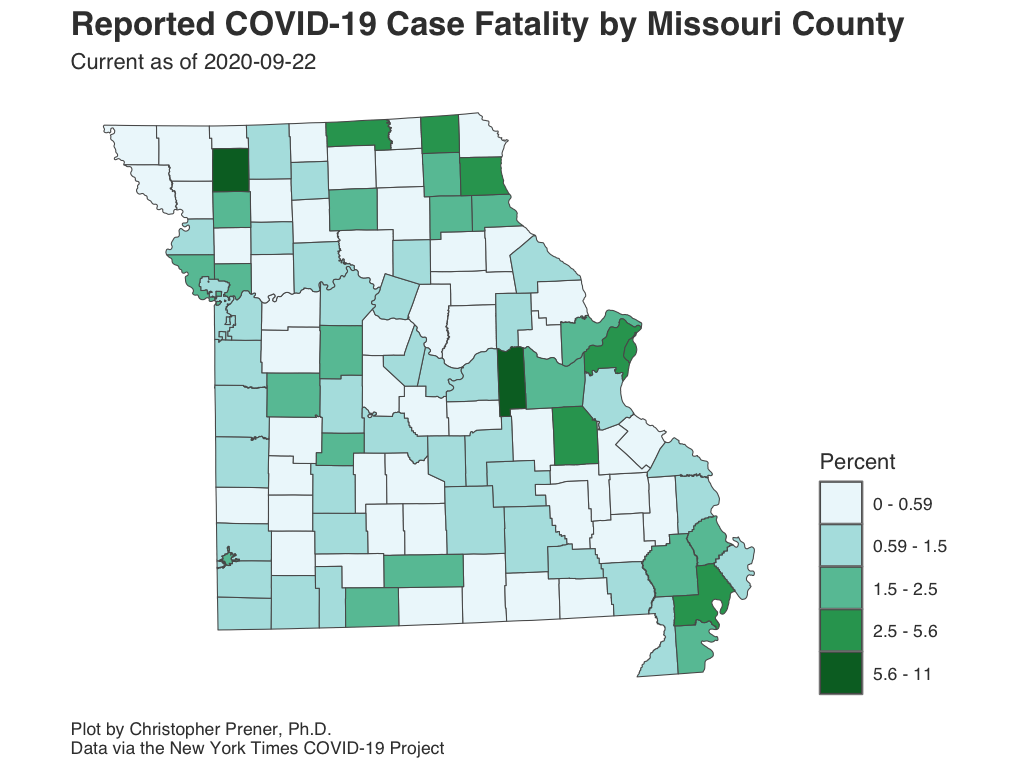 Reported COVID-19 Case Fatality by Missouri County
Current as of 2020-09-22
Percent
0 - 0.59
0.59 - 1.5
1.5 - 2.5
2.5 - 5.6
5.6 - 11
Plot by Christopher Prener, Ph.D.
Data via the New York Times COVID-19 Project